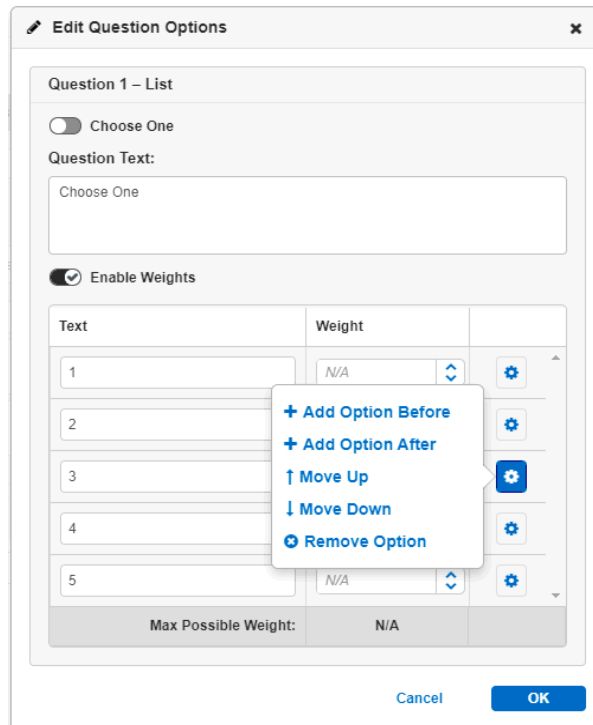 Edit Question Options
Question 1 – List
Choose One
Question Text:
Choose One
Enable Weights
Text Weight
1 N/A
2
3
4
5 N/A
Add Option Before
Add Option After
Move Up
Move Down
Remove Option
Max Possible Weight: N/A
Cancel OK